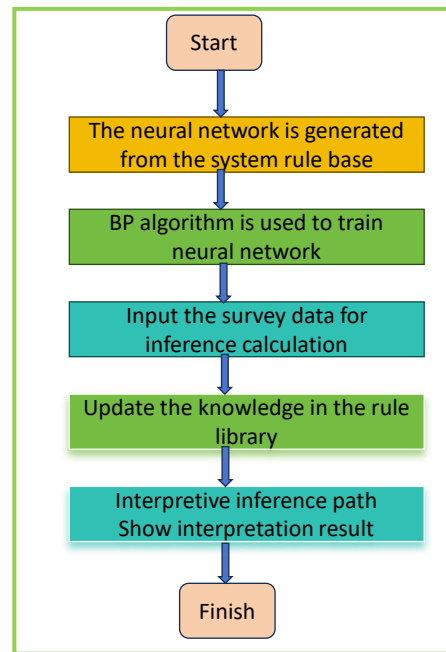 Start
The neural network is generated
from the system rule base
BP algorithm is used to train
neural network
Input the survey data for
inference calculation
Update the knowledge in the rule
library
Interpretive inference path
Show interpretation result
Finish